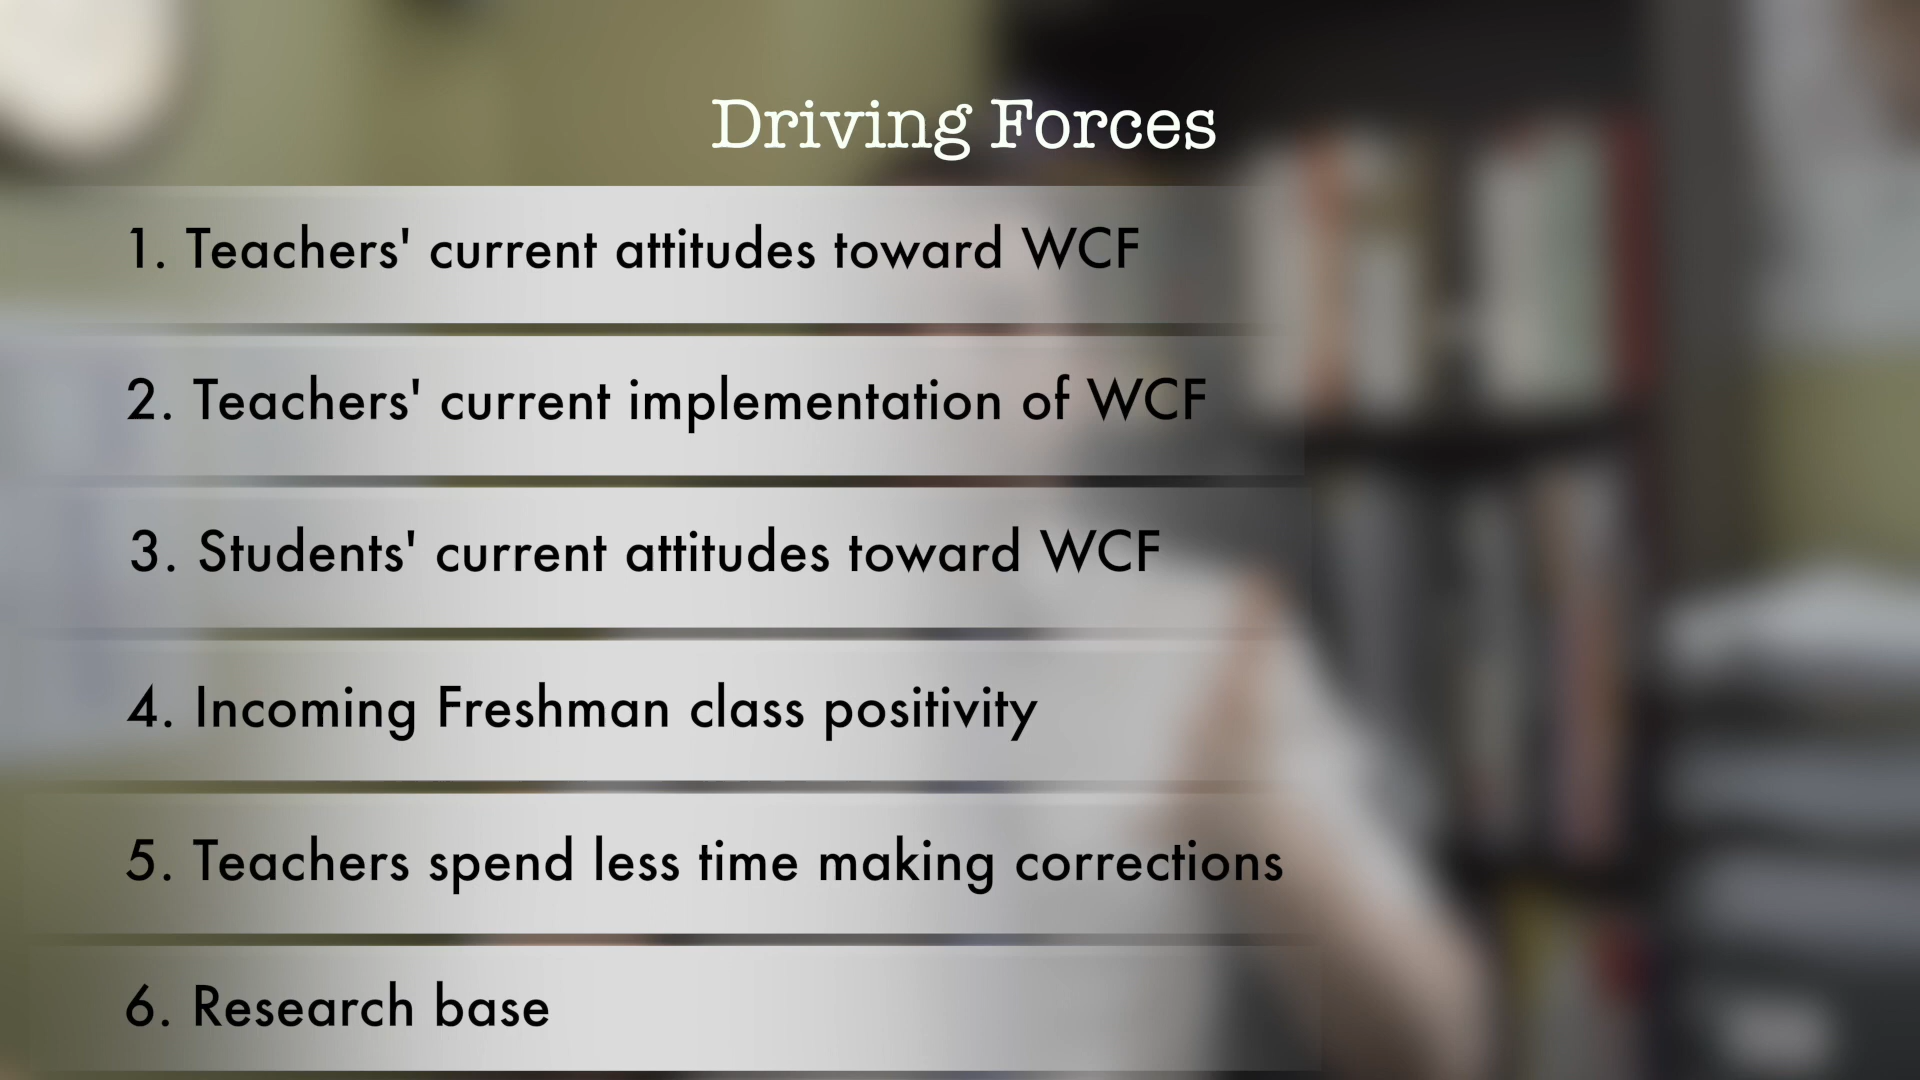 Driving Forces
1. Teachers' current attitudes toward WCF
2. Teachers' current implementation of WCF
3. Students' current attitudes toward WCF
4. Incoming Freshman class positivity
5. Teachers spend less time making corrections
6. Research base